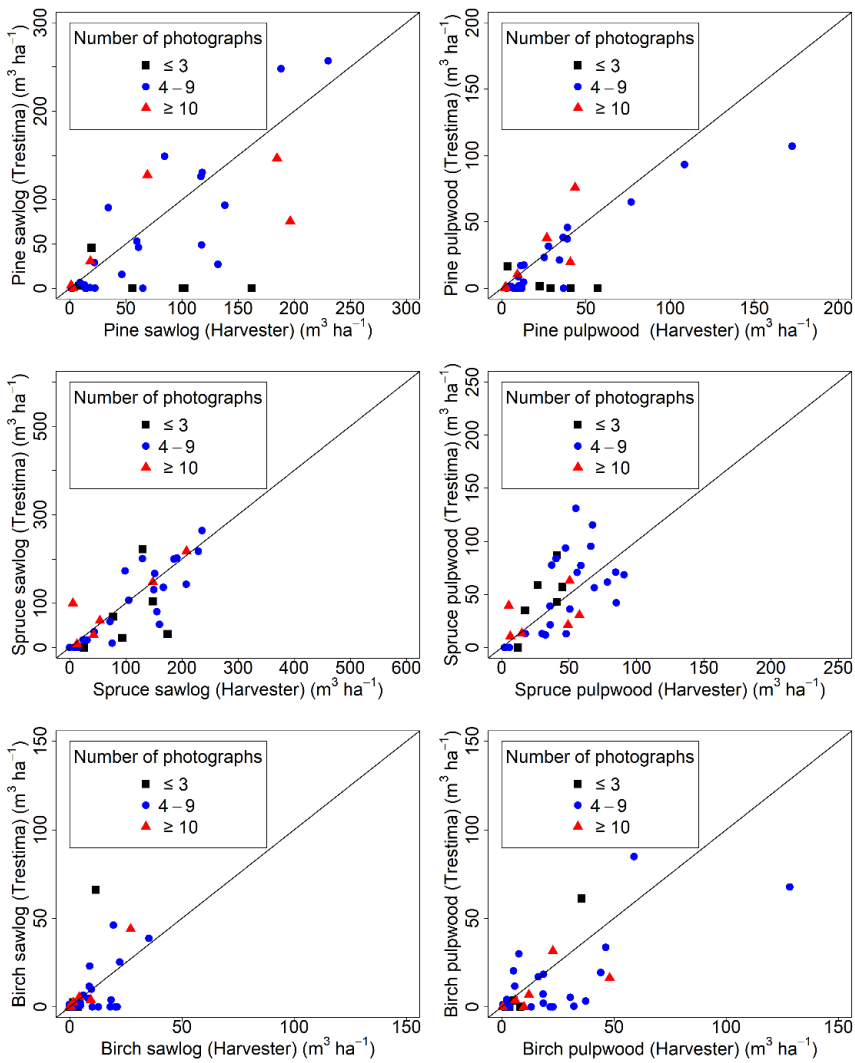 Number of photographs
≤ 3
4 – 9
≥ 10
Pine sawlog (Trestima) (m³ ha⁻¹)
0 50 100 200 300
0 50 100 150 200 250 300
Pine sawlog (Harvester) (m³ ha⁻¹)
Number of photographs
≤ 3
4 – 9
≥ 10
Pine pulpwood (Trestima) (m³ ha⁻¹)
0 50 100 150 200
0 50 100 150 200
Pine pulpwood (Harvester) (m³ ha⁻¹)
Number of photographs
≤ 3
4 – 9
≥ 10
Spruce sawlog (Trestima) (m³ ha⁻¹)
0 100 300 500
0 100 200 300 400 500 600
Spruce sawlog (Harvester) (m³ ha⁻¹)
Number of photographs
≤ 3
4 – 9
≥ 10
Spruce pulpwood (Trestima) (m³ ha⁻¹)
0 50 100 150 200 250
0 50 100 150 200 250
Spruce pulpwood (Harvester) (m³ ha⁻¹)
Number of photographs
≤ 3
4 – 9
≥ 10
Birch sawlog (Trestima) (m³ ha⁻¹)
0 50 100 150
0 50 100 150
Birch sawlog (Harvester) (m³ ha⁻¹)
Number of photographs
≤ 3
4 – 9
≥ 10
Birch pulpwood (Trestima) (m³ ha⁻¹)
0 50 100 150
0 50 100 150
Birch pulpwood (Harvester) (m³ ha⁻¹)